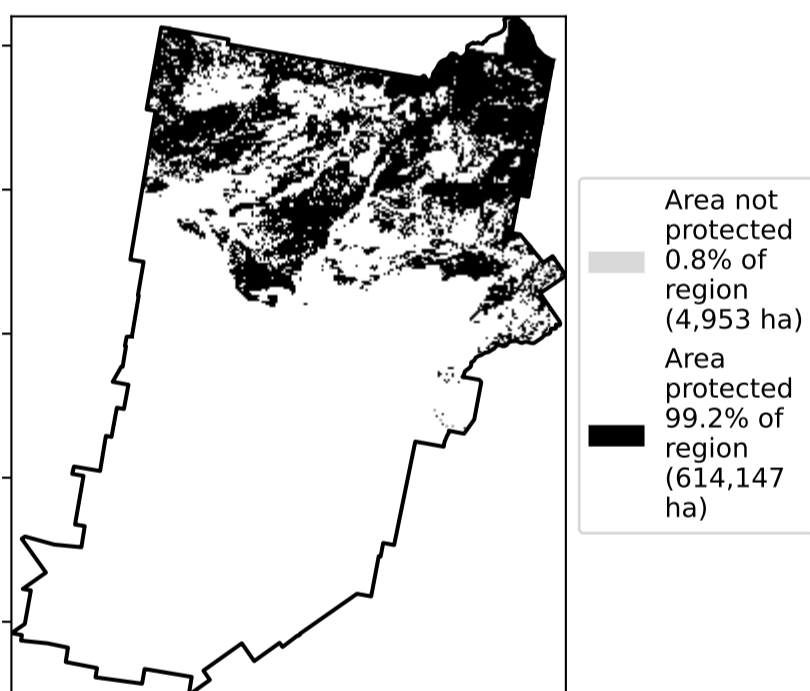 Area not
protected
0.8% of
region
(4,953 ha)
Area
protected
99.2% of
region
(614,147
ha)